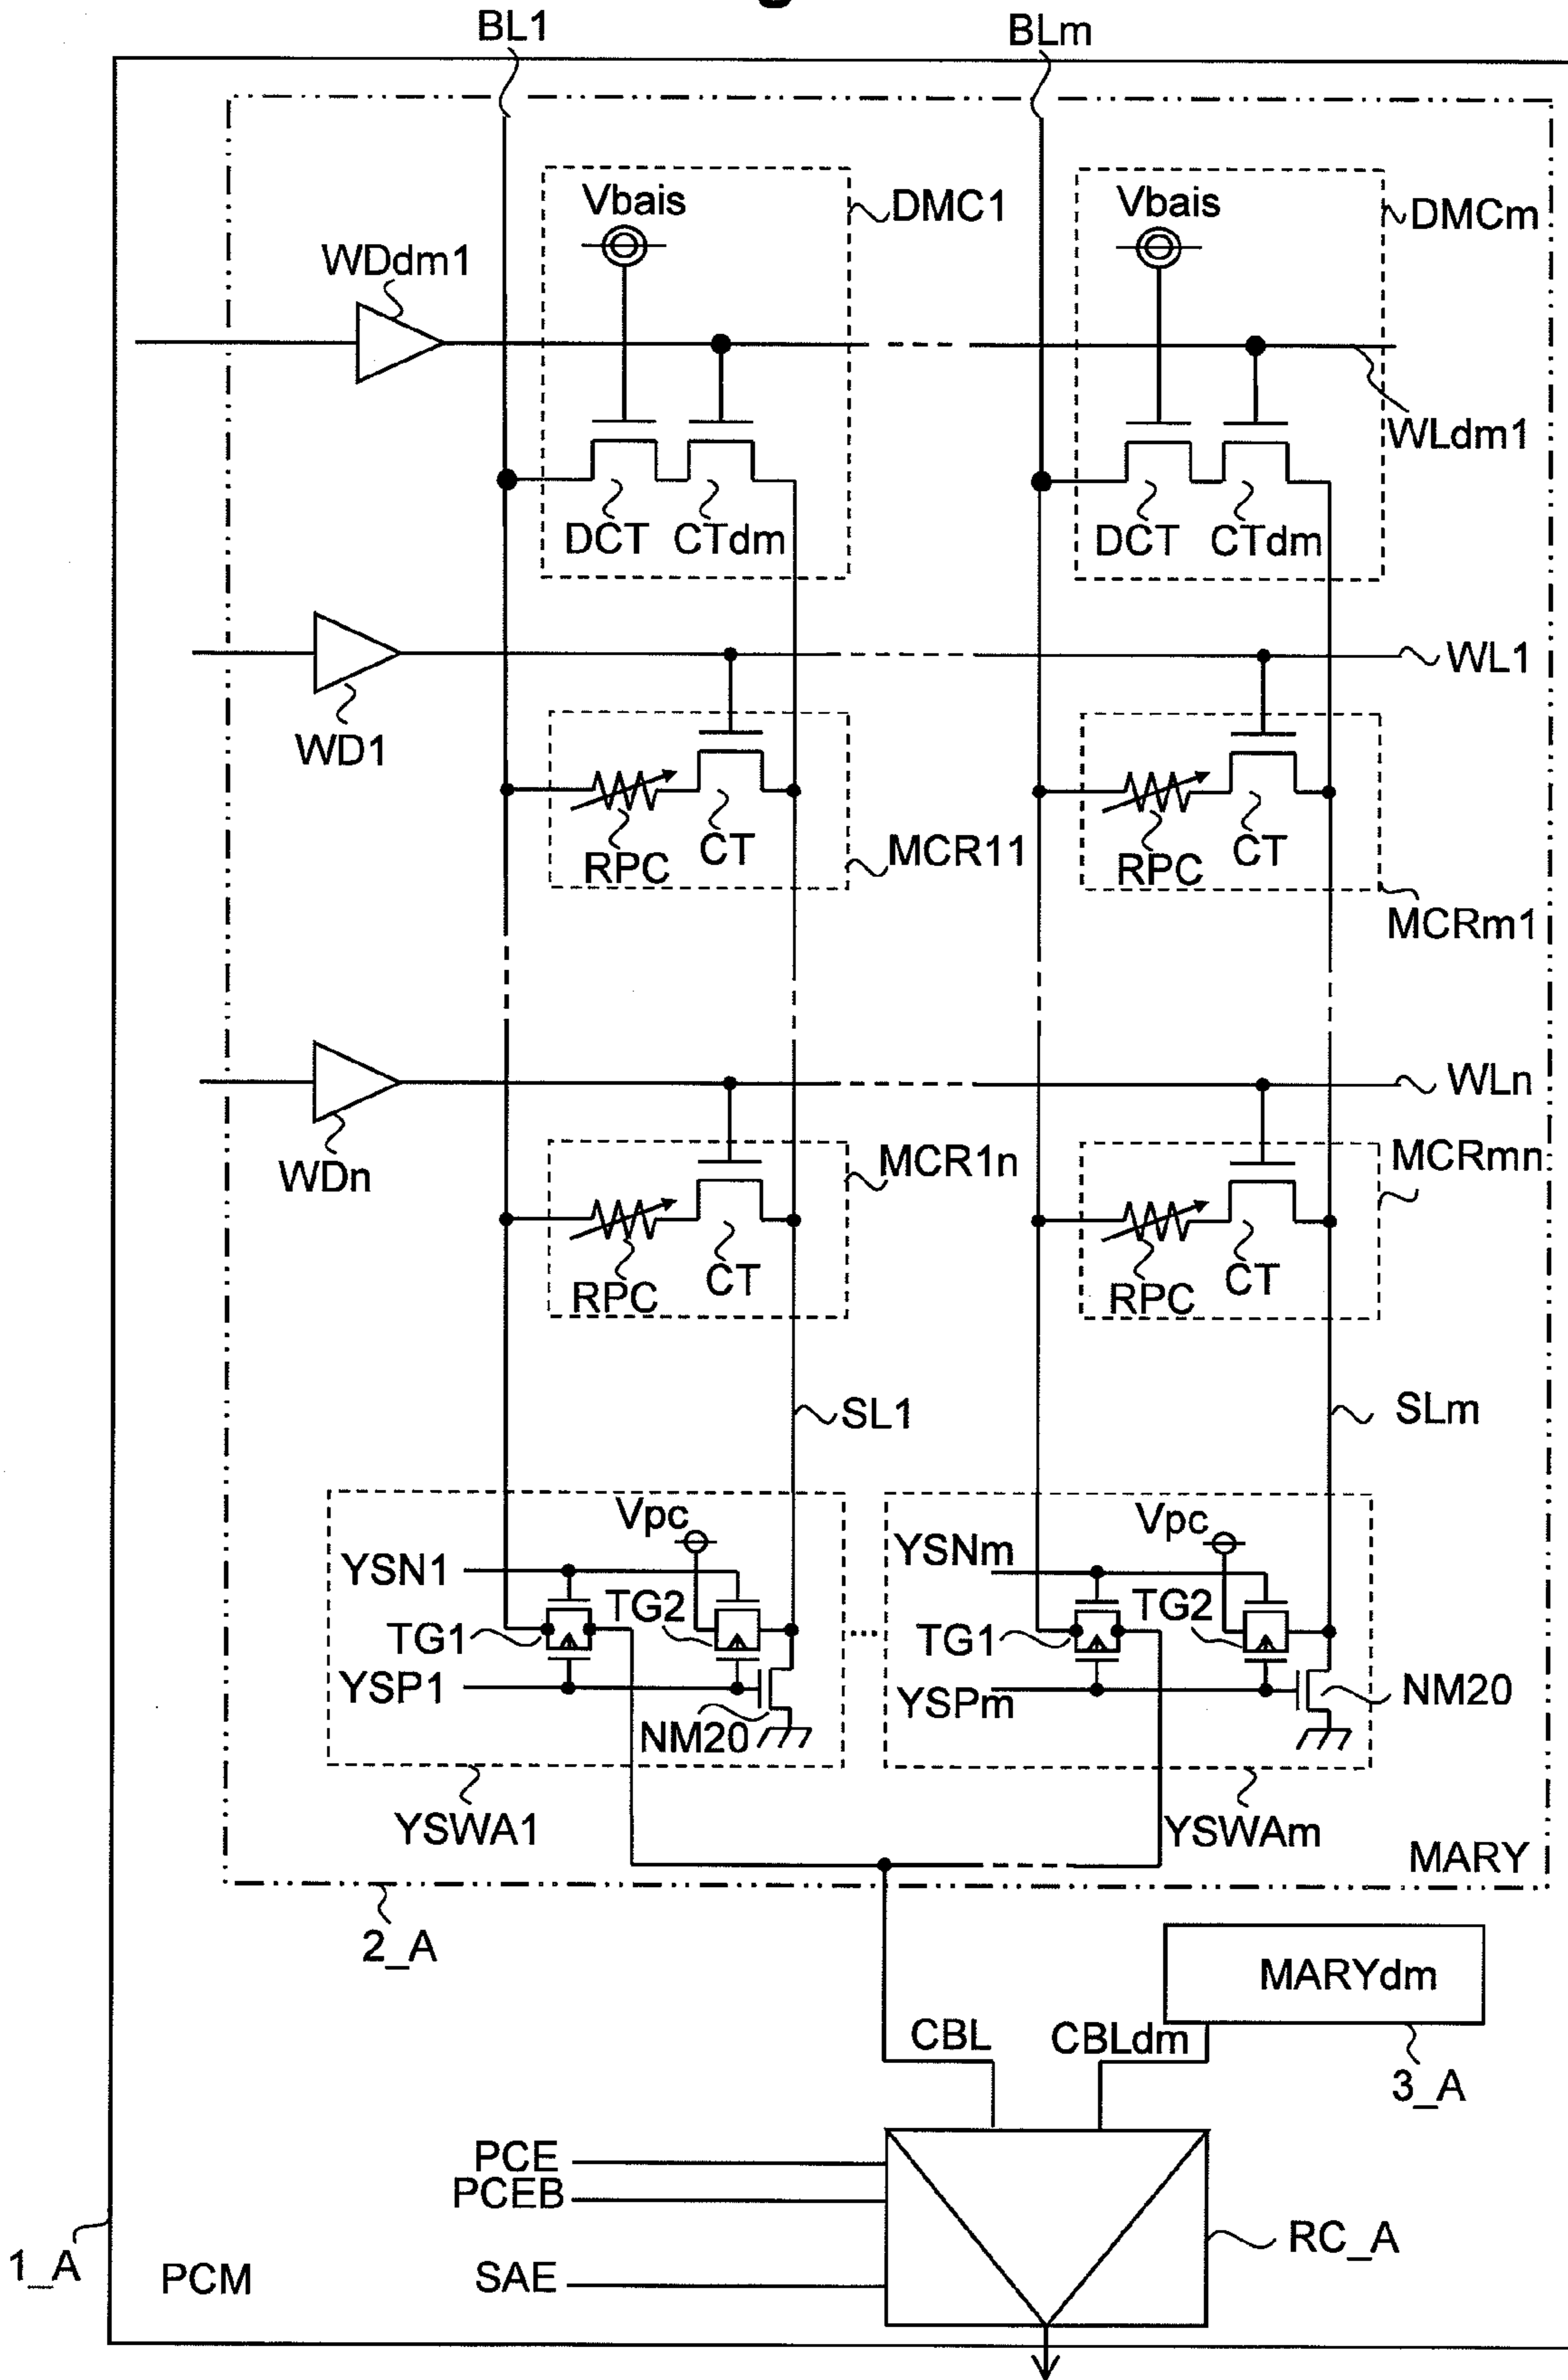 BL1
BLm
Vbais
Vbais
DMC1
DMCm
WDdm1
WLdm1
DCT
CTdm
DCT
CTdm
WL1
WD1
RPC
CT
MCR11
RPC
CT
MCRm1
WLn
WDn
MCR1n
MCRmn
RPC
CT
RPC
CT
SL1
SLm
Vpc
Vpc
YSN1
YSNm
TG2
TG2
TG1
TG1
YSP1
YSPm
NM20
NM20
YSWA1
YSWAm
MARY
2_A
MARYdm
CBL
CBLdm
3_A
PCE
PCEB
RC_A
1_A
PCM
SAE